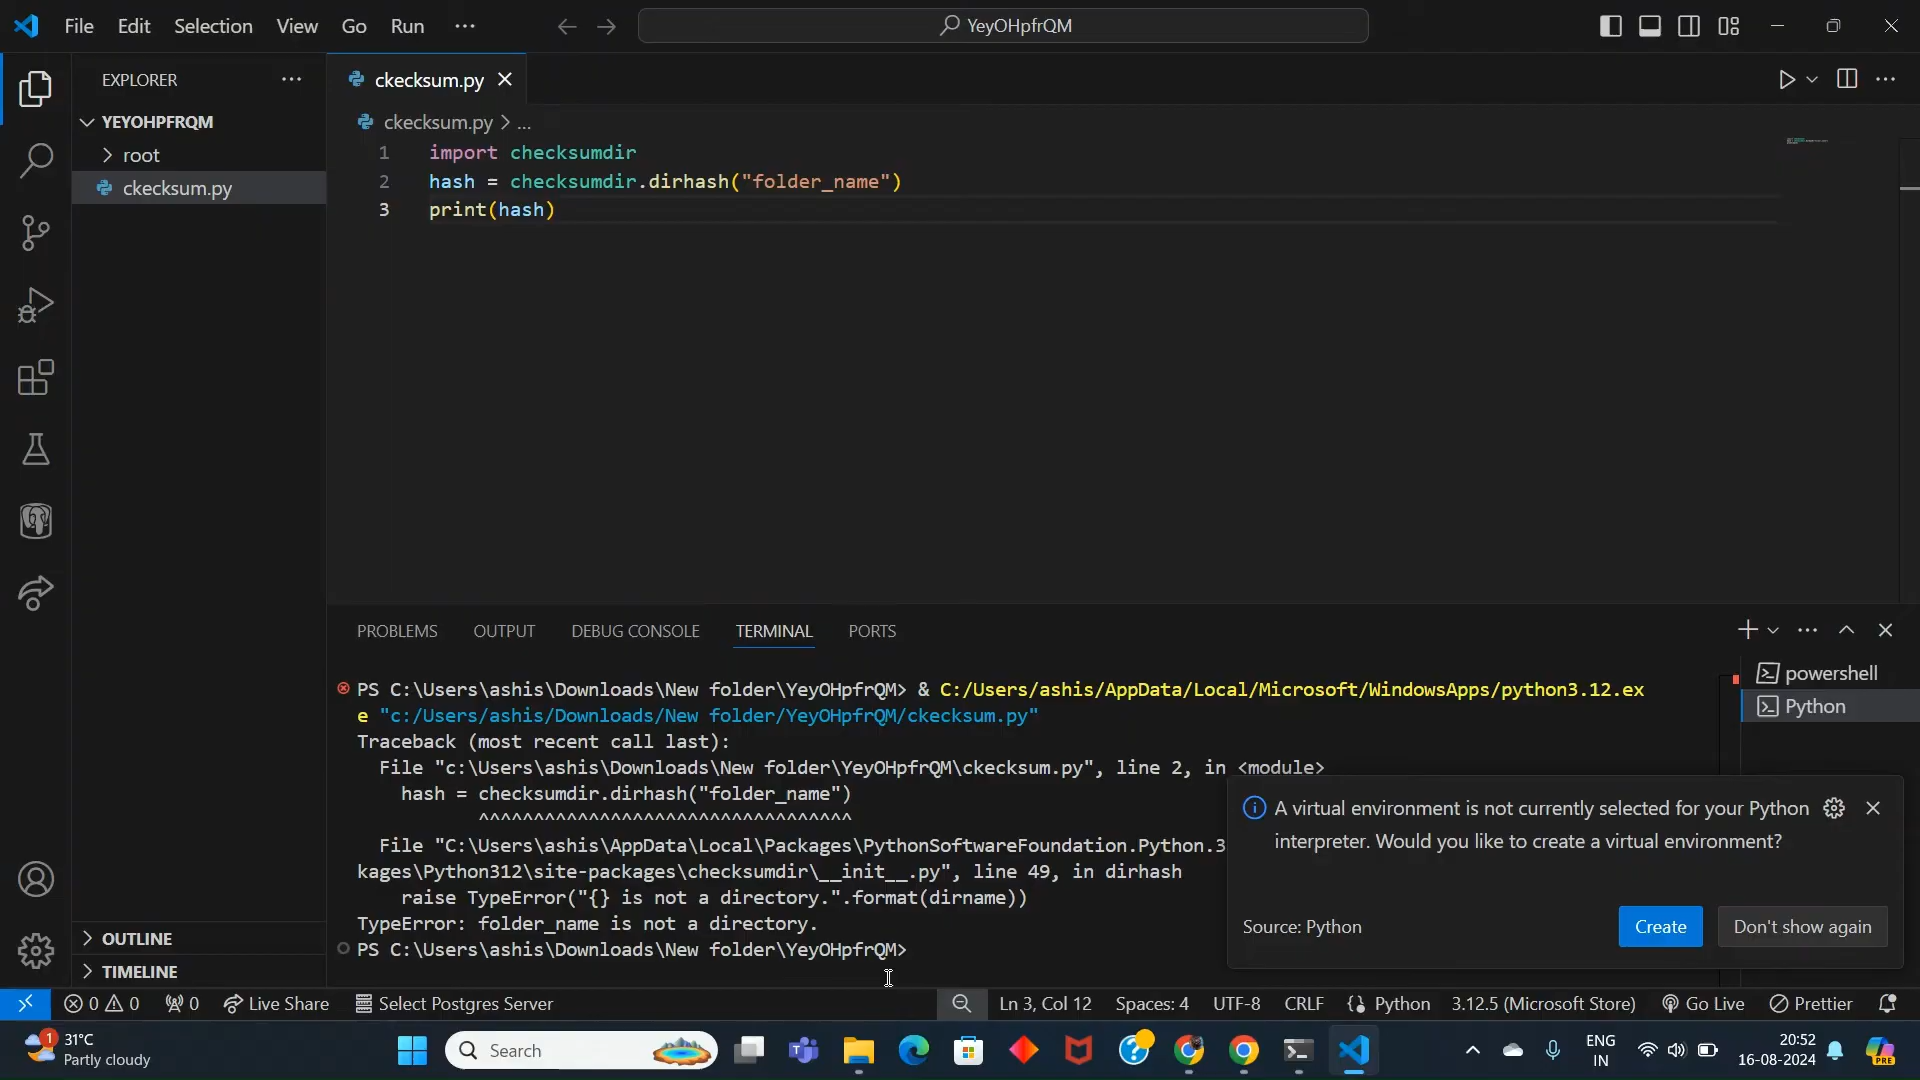 File Edit Selection View Go Run ...
YeyOHpfrQM
EXPLORER
YEYOHPFRQM
root
ckecksum.py
ckecksum.py
ckecksum.py > ...
1 import checksumdir
2 hash = checksumdir.dirhash("folder_name")
3 print(hash)
PROBLEMS OUTPUT DEBUG CONSOLE TERMINAL PORTS
powershell
Python
PS C:\Users\ashis\Downloads\New folder\YeyOHpfrQM> & C:/Users/ashis/AppData/Local/Microsoft/WindowsApps/python3.12.ex
e "c:/Users/ashis/Downloads/New folder/YeyOHpfrQM/ckecksum.py"
Traceback (most recent call last):
File "c:\Users\ashis\Downloads\New folder\YeyOHpfrQM\ckecksum.py", line 2, in <module>
hash = checksumdir.dirhash("folder_name")
^^^^^^^^^^^^^^^^^^^^^^^^^^^^^^^^^^
File "C:\Users\ashis\AppData\Local\Packages\PythonSoftwareFoundation.Python.3
kages\Python312\site-packages\checksumdir\__init__.py", line 49, in dirhash
raise TypeError("{} is not a directory.".format(dirname))
TypeError: folder_name is not a directory.
PS C:\Users\ashis\Downloads\New folder\YeyOHpfrQM>
A virtual environment is not currently selected for your Python
interpreter. Would you like to create a virtual environment?
Source: Python
Create
Don't show again
OUTLINE
TIMELINE
0 0 0 Live Share Select Postgres Server Ln 3, Col 12 Spaces: 4 UTF-8 CRLF {} Python 3.12.5 (Microsoft Store) Go Live Prettier
1
31°C
Partly cloudy
Search
ENG
IN
20:52
16-08-2024
PRE